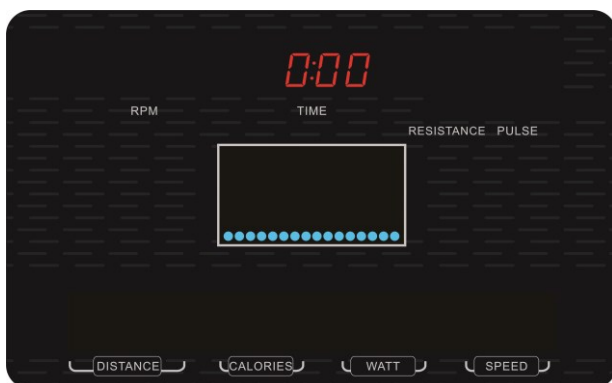 0:00
RPM TIME
RESISTANCE PULSE
DISTANCE CALORIES WATT SPEED